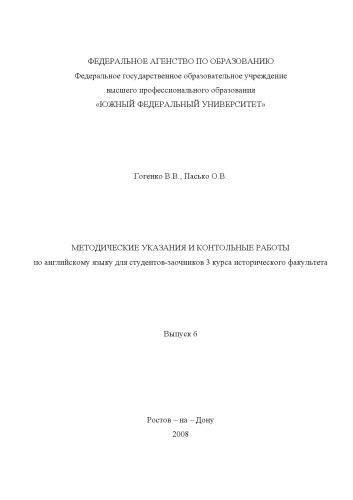 ФЕДЕРАЛЬНОЕ АГЕНСТВО ПО ОБРАЗОВАНИЮ
Федеральное государственное образовательное учреждение
высшего профессионального образования
«ЮЖНЫЙ ФЕДЕРАЛЬНЫЙ УНИВЕРСИТЕТ»
Гогенко В.В., Пасько О.В.
МЕТОДИЧЕСКИЕ УКАЗАНИЯ И КОНТОЛЬНЫЕ РАБОТЫ
по английскому языку для студентов-заочников 3 курса исторического факультета
Выпуск 6
Ростов – на – Дону
2008